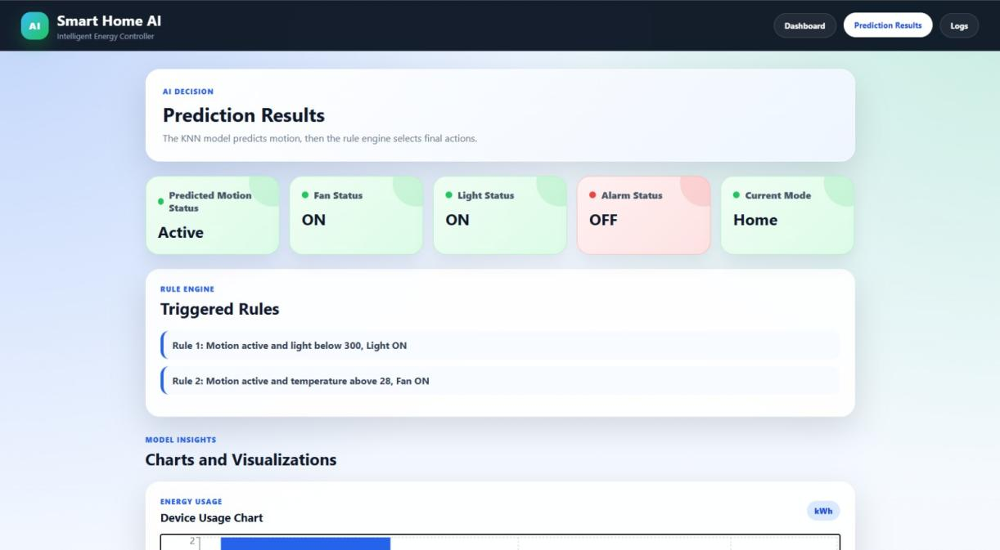 AI
Smart Home AI
Intelligent Energy Controller
Dashboard
Prediction Results
Logs
AI DECISION
Prediction Results
The KNN model predicts motion, then the rule engine selects final actions.
Predicted Motion
Status
Active
Fan Status
ON
Light Status
ON
Alarm Status
OFF
Current Mode
Home
RULE ENGINE
Triggered Rules
Rule 1: Motion active and light below 300, Light ON
Rule 2: Motion active and temperature above 28, Fan ON
MODEL INSIGHTS
Charts and Visualizations
ENERGY USAGE
Device Usage Chart
kWh
2